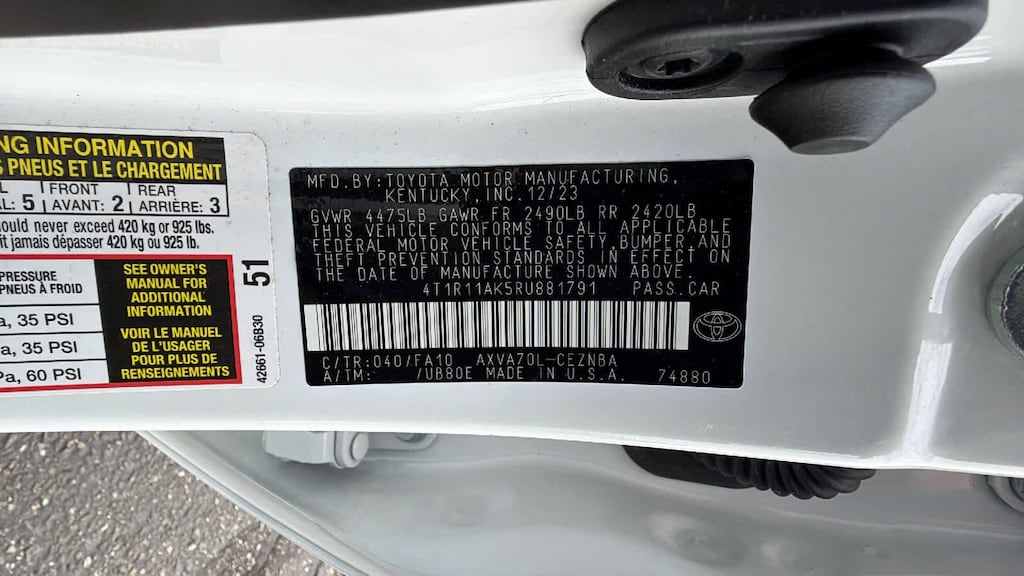 NG INFORMATION
S PNEUS ET LE CHARGEMENT
L | FRONT | REAR
AL: 5 | AVANT: 2 | ARRIÈRE: 3
ould never exceed 420 kg or 925 lbs.
it jamais dépasser 420 kg ou 925 lb.
PRESSURE
PNEUS À FROID
a, 35 PSI
a, 35 PSI
Pa, 60 PSI
SEE OWNER'S
MANUAL FOR
ADDITIONAL
INFORMATION
VOIR LE MANUEL
DE L'USAGER
POUR PLUS DE
RENSEIGNEMENTS
51
42661-06B30
MFD.BY:TOYOTA MOTOR MANUFACTURING,
KENTUCKY,INC.12/23
GVWR 4475LB GAWR FR 2490LB RR 2420LB
THIS VEHICLE CONFORMS TO ALL APPLICABLE
FEDERAL MOTOR VEHICLE SAFETY,BUMPER,AND
THEFT PREVENTION STANDARDS IN EFFECT ON
THE DATE OF MANUFACTURE SHOWN ABOVE.
4T1R11AK5RU881791 PASS.CAR
C/TR:040/FA10 AXVA70L-CEZNBA
A/TM: /UB80E MADE IN U.S.A. 74880